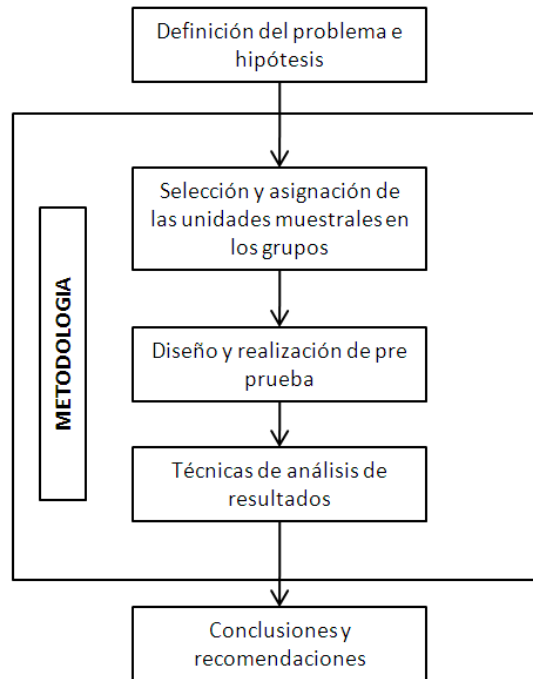 Definición del problema e
hipótesis
Selección y asignación de
las unidades muestrales en
los grupos
METODOLOGIA
Diseño y realización de pre
prueba
Técnicas de análisis de
resultados
Conclusiones y
recomendaciones